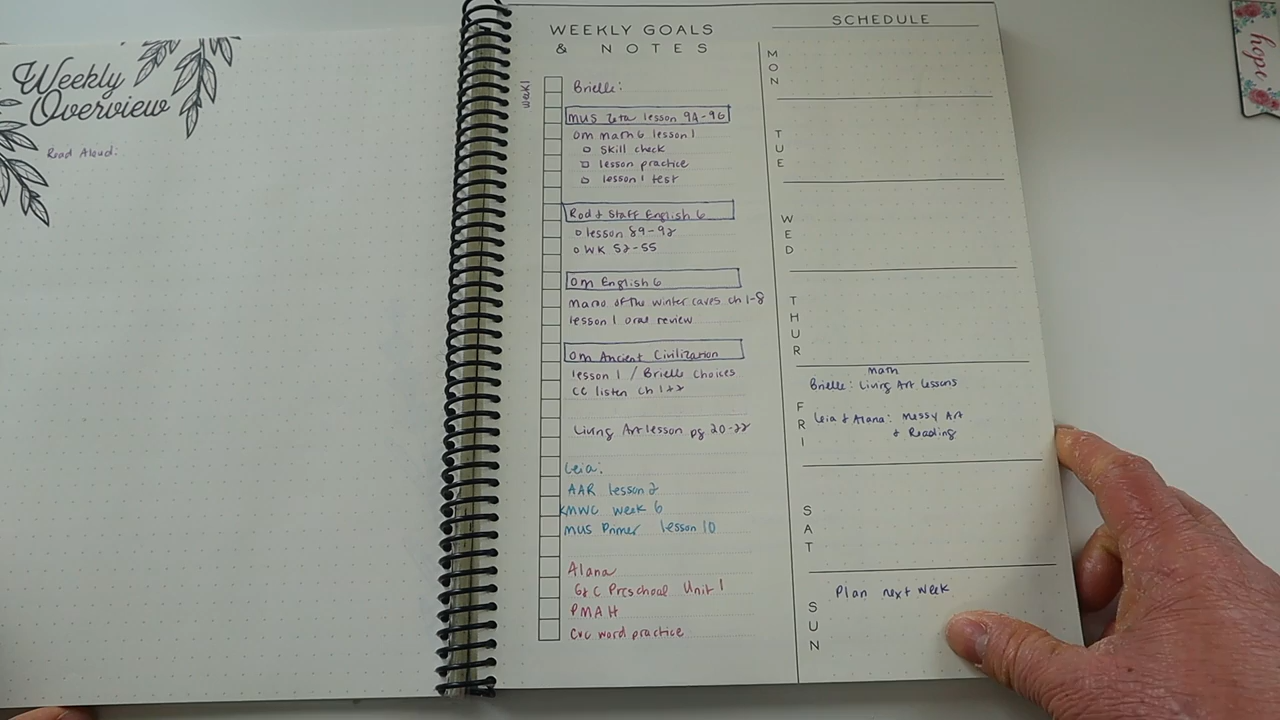 Weekly
Overview
Read Aloud:
WEEKLY GOALS
& NOTES
week 1
Brielle:
MUS Zeta lesson 94-96
OM math 6 lesson 1
skill check
lesson practice
lesson 1 test
Rod & Staff English 6
lesson 89-92
WK 52-55
OM English 6
Maroo of the winter caves ch 1-8
lesson 1 oral review
OM Ancient Civilization
lesson 1 / Brielle Choices
CC listen ch 1+2
Living Art lesson pg 20-22
Leia:
AAR lesson 2
MWC week 6
MUS Primer lesson 10
Alana
G&C Preschool Unit 1
PMAH
CVC word practice
SCHEDULE
MON
TUE
WED
THUR
FRI
Math
Brielle: Living Art lessons
Leia & Alana: Messy Art
& Reading
SAT
SUN
Plan next week
hope